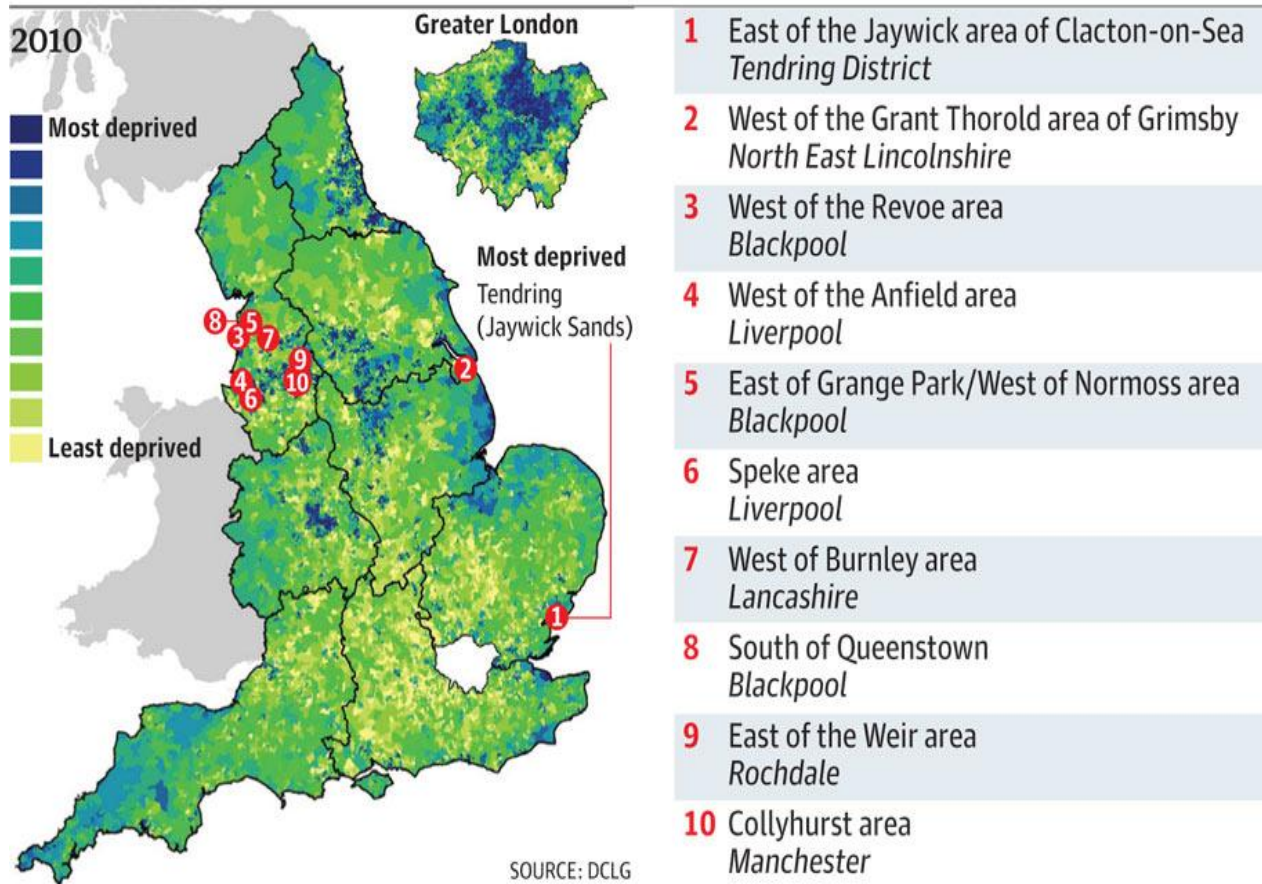 2010
Most deprived
Least deprived
Greater London
Most deprived
Tendring
(Jaywick Sands)
8
5
3
7
9
4
10
6
2
1
SOURCE: DCLG
1 East of the Jaywick area of Clacton-on-Sea
Tendring District
2 West of the Grant Thorold area of Grimsby
North East Lincolnshire
3 West of the Revoe area
Blackpool
4 West of the Anfield area
Liverpool
5 East of Grange Park/West of Normoss area
Blackpool
6 Speke area
Liverpool
7 West of Burnley area
Lancashire
8 South of Queenstown
Blackpool
9 East of the Weir area
Rochdale
10 Collyhurst area
Manchester